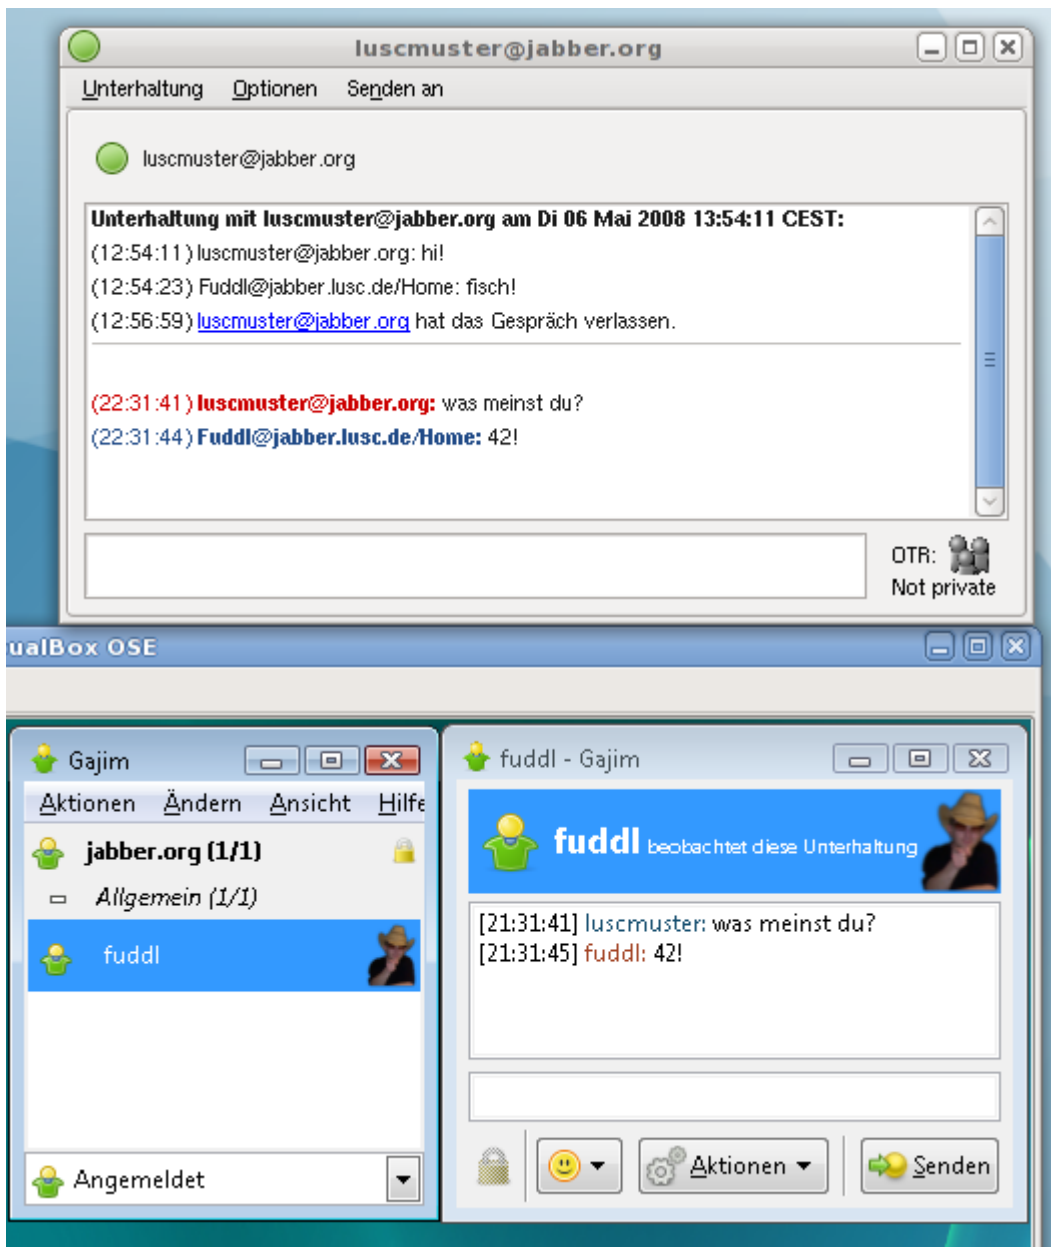 luscmuster@jabber.org
Unterhaltung Optionen Senden an
luscmuster@jabber.org
Unterhaltung mit luscmuster@jabber.org am Di 06 Mai 2008 13:54:11 CEST:
(12:54:11) luscmuster@jabber.org: hi!
(12:54:23) Fuddl@jabber.lusc.de/Home: fisch!
(12:56:59) luscmuster@jabber.org hat das Gespräch verlassen.
(22:31:41) luscmuster@jabber.org: was meinst du?
(22:31:44) Fuddl@jabber.lusc.de/Home: 42!
OTR:
Not private
ualBox OSE
Gajim
Aktionen Ändern Ansicht Hilfe
jabber.org (1/1)
Allgemein (1/1)
fuddl
Angemeldet
fuddl - Gajim
fuddl beobachtet diese Unterhaltung
[21:31:41] luscmuster: was meinst du?
[21:31:45] fuddl: 42!
Aktionen Senden